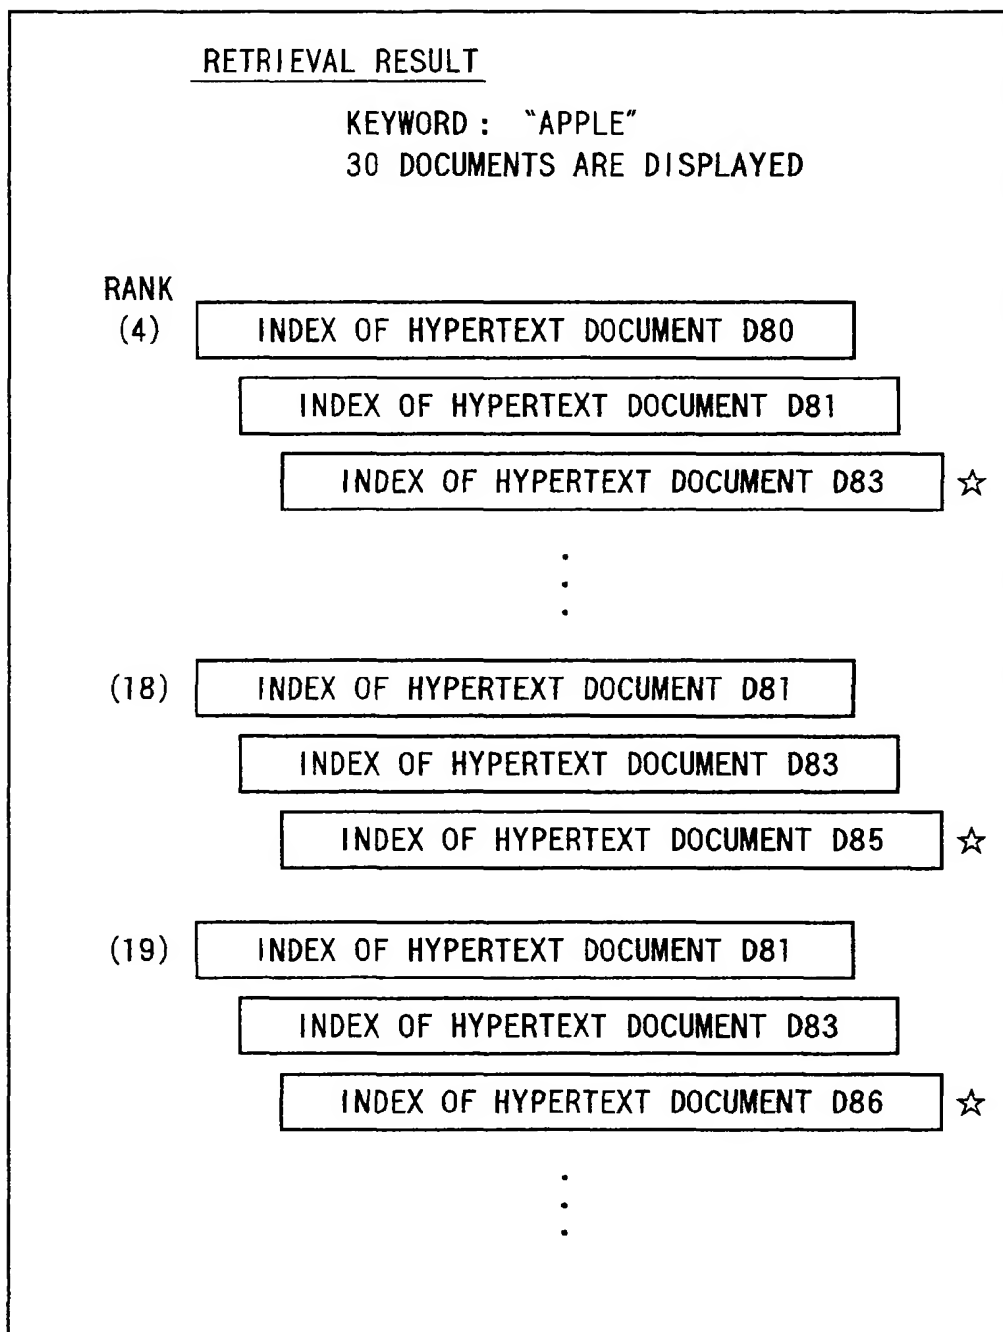 RETRIEVAL RESULT
KEYWORD : "APPLE"
30 DOCUMENTS ARE DISPLAYED
RANK
(4) INDEX OF HYPERTEXT DOCUMENT D80
INDEX OF HYPERTEXT DOCUMENT D81
INDEX OF HYPERTEXT DOCUMENT D83 ☆
(18) INDEX OF HYPERTEXT DOCUMENT D81
INDEX OF HYPERTEXT DOCUMENT D83
INDEX OF HYPERTEXT DOCUMENT D85 ☆
(19) INDEX OF HYPERTEXT DOCUMENT D81
INDEX OF HYPERTEXT DOCUMENT D83
INDEX OF HYPERTEXT DOCUMENT D86 ☆